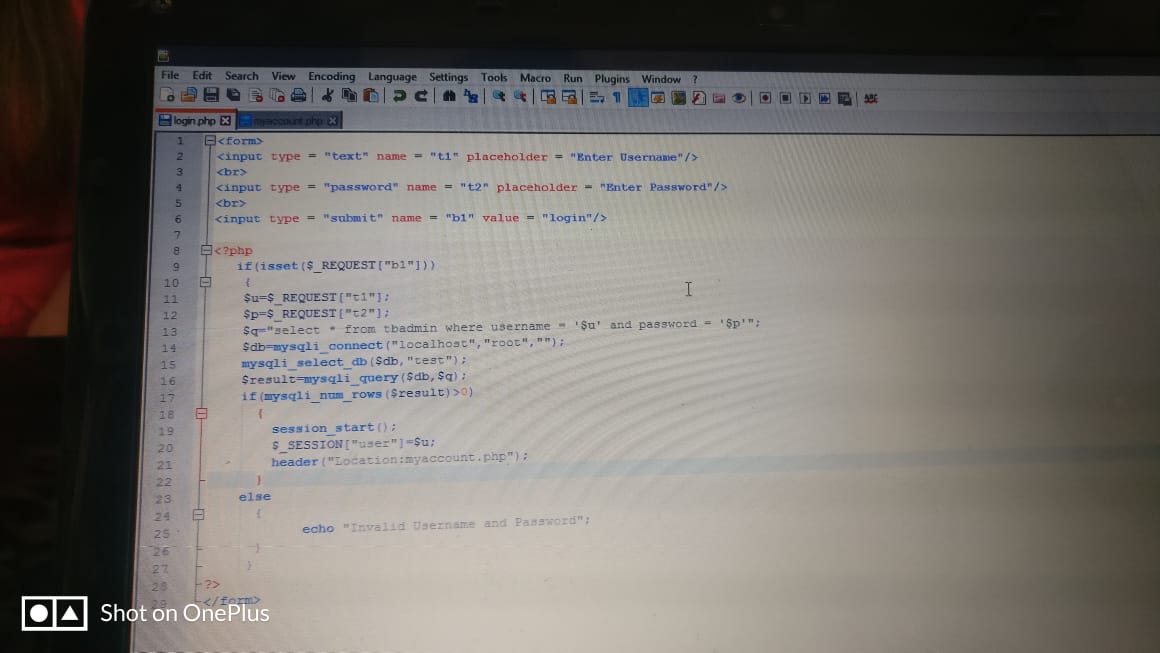 File Edit Search View Encoding Language Settings Tools Macro Run Plugins Window ?
login.php myaccount.php
1 <form>
2 <input type = "text" name = "t1" placeholder = "Enter Username"/>
3 <br>
4 <input type = "password" name = "t2" placeholder = "Enter Password"/>
5 <br>
6 <input type = "submit" name = "b1" value = "login"/>
7
8 <?php
9 if(isset($_REQUEST["b1"]))
10 {
11 $u=$_REQUEST["t1"];
12 $p=$_REQUEST["t2"];
13 $q="select * from tbadmin where username = '$u' and password = '$p'";
14 $db=mysqli_connect("localhost","root","");
15 mysqli_select_db($db,"test");
16 $result=mysqli_query($db,$q);
17 if(mysqli_num_rows($result)>0)
18 {
19 session_start();
20 $_SESSION["user"]=$u;
21 header("Location:myaccount.php");
22 }
23 else
24 {
25 echo "Invalid Username and Password";
26 }
27 }
28 ?>
29 </form>
Shot on OnePlus